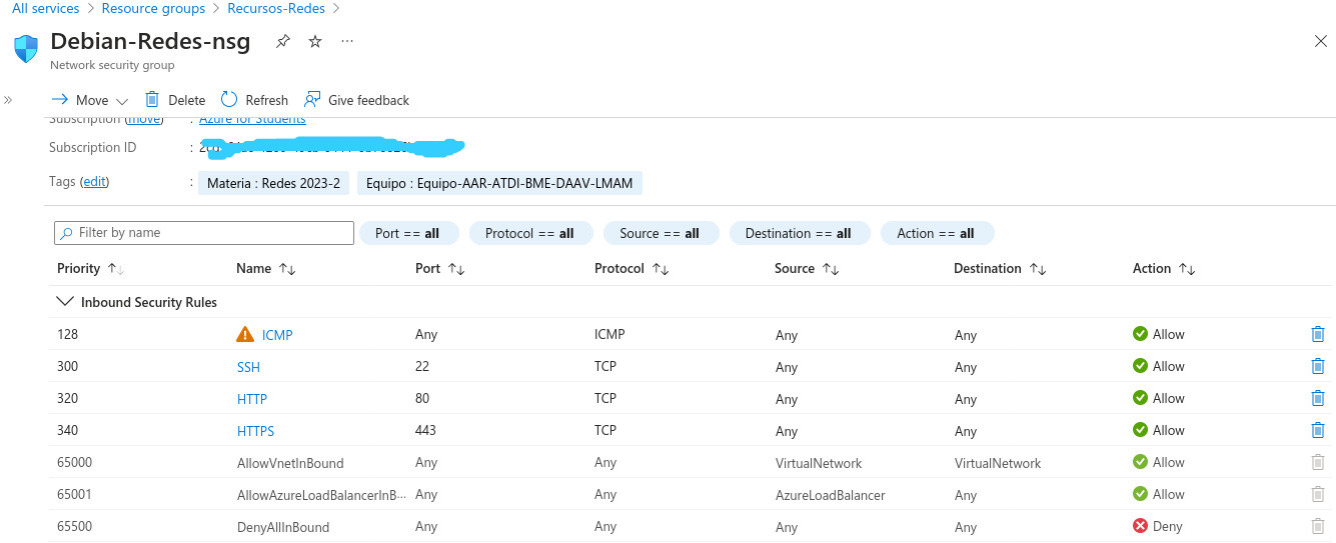 All services > Resource groups > Recursos-Redes >
Debian-Redes-nsg
Network security group
Move Delete Refresh Give feedback
Subscription (move) : Azure for Students
Subscription ID :
Tags (edit) : Materia : Redes 2023-2 Equipo : Equipo-AAR-ATDI-BME-DAAV-LMAM
Filter by name Port == all Protocol == all Source == all Destination == all Action == all
Priority Name Port Protocol Source Destination Action
Inbound Security Rules
128 ICMP Any ICMP Any Any Allow
300 SSH 22 TCP Any Any Allow
320 HTTP 80 TCP Any Any Allow
340 HTTPS 443 TCP Any Any Allow
65000 AllowVnetInBound Any Any VirtualNetwork VirtualNetwork Allow
65001 AllowAzureLoadBalancerInB··· Any Any AzureLoadBalancer Any Allow
65500 DenyAllInBound Any Any Any Any Deny